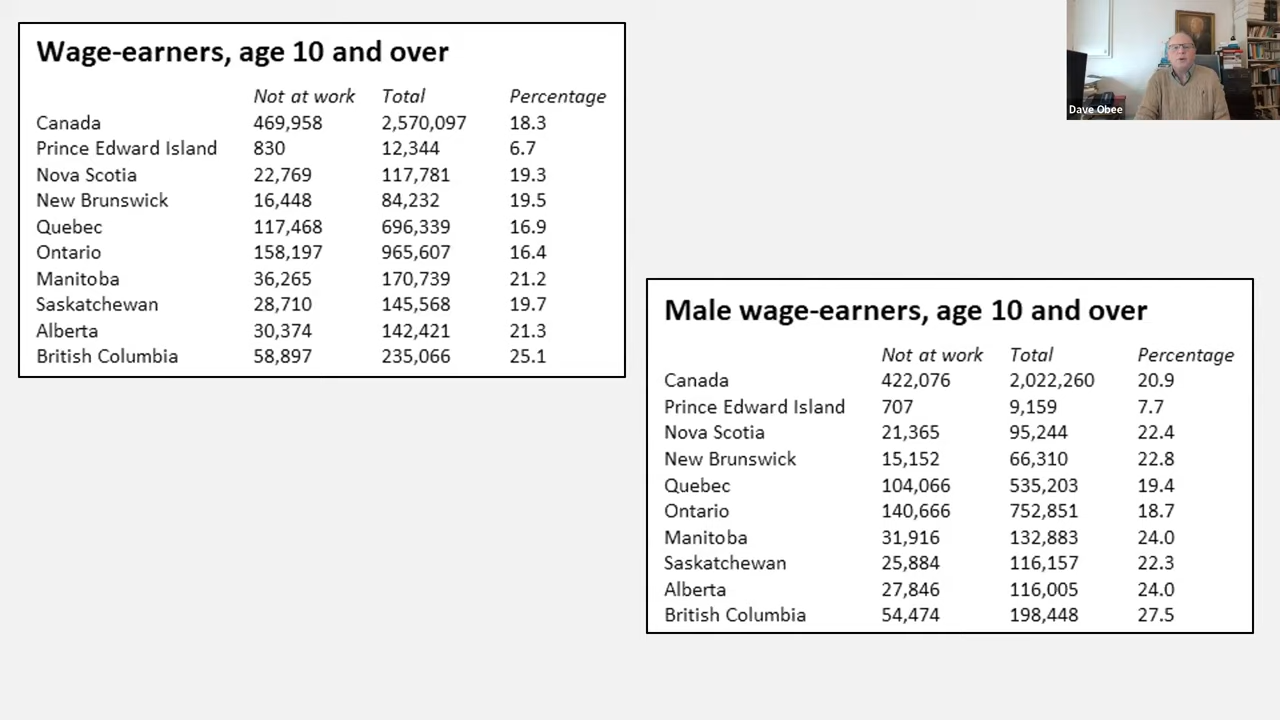 Wage-earners, age 10 and over
Not at work Total Percentage
Canada 469,958 2,570,097 18.3
Prince Edward Island 830 12,344 6.7
Nova Scotia 22,769 117,781 19.3
New Brunswick 16,448 84,232 19.5
Quebec 117,468 696,339 16.9
Ontario 158,197 965,607 16.4
Manitoba 36,265 170,739 21.2
Saskatchewan 28,710 145,568 19.7
Alberta 30,374 142,421 21.3
British Columbia 58,897 235,066 25.1
Dave Obee
Male wage-earners, age 10 and over
Not at work Total Percentage
Canada 422,076 2,022,260 20.9
Prince Edward Island 707 9,159 7.7
Nova Scotia 21,365 95,244 22.4
New Brunswick 15,152 66,310 22.8
Quebec 104,066 535,203 19.4
Ontario 140,666 752,851 18.7
Manitoba 31,916 132,883 24.0
Saskatchewan 25,884 116,157 22.3
Alberta 27,846 116,005 24.0
British Columbia 54,474 198,448 27.5